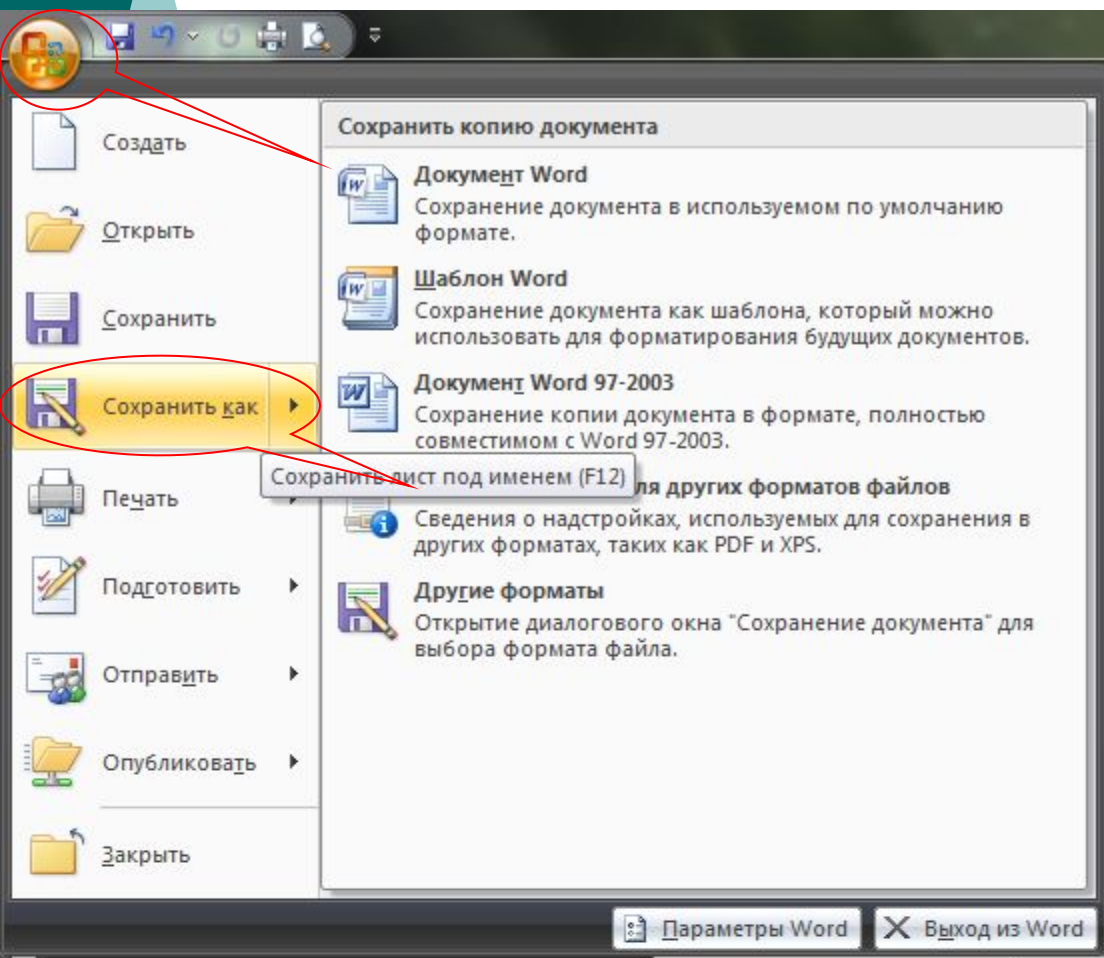 Создать
Открыть
Сохранить
Сохранить как
Печать
Подготовить
Отправить
Опубликовать
Закрыть
Сохранить копию документа
Документ Word
Сохранение документа в используемом по умолчанию
формате.
Шаблон Word
Сохранение документа как шаблона, который можно
использовать для форматирования будущих документов.
Документ Word 97-2003
Сохранение копии документа в формате, полностью
совместимом с Word 97-2003.
Сохранить лист под именем (F12)
ля других форматов файлов
Сведения о надстройках, используемых для сохранения в
других форматах, таких как PDF и XPS.
Другие форматы
Открытие диалогового окна "Сохранение документа" для
выбора формата файла.
Параметры Word
Выход из Word